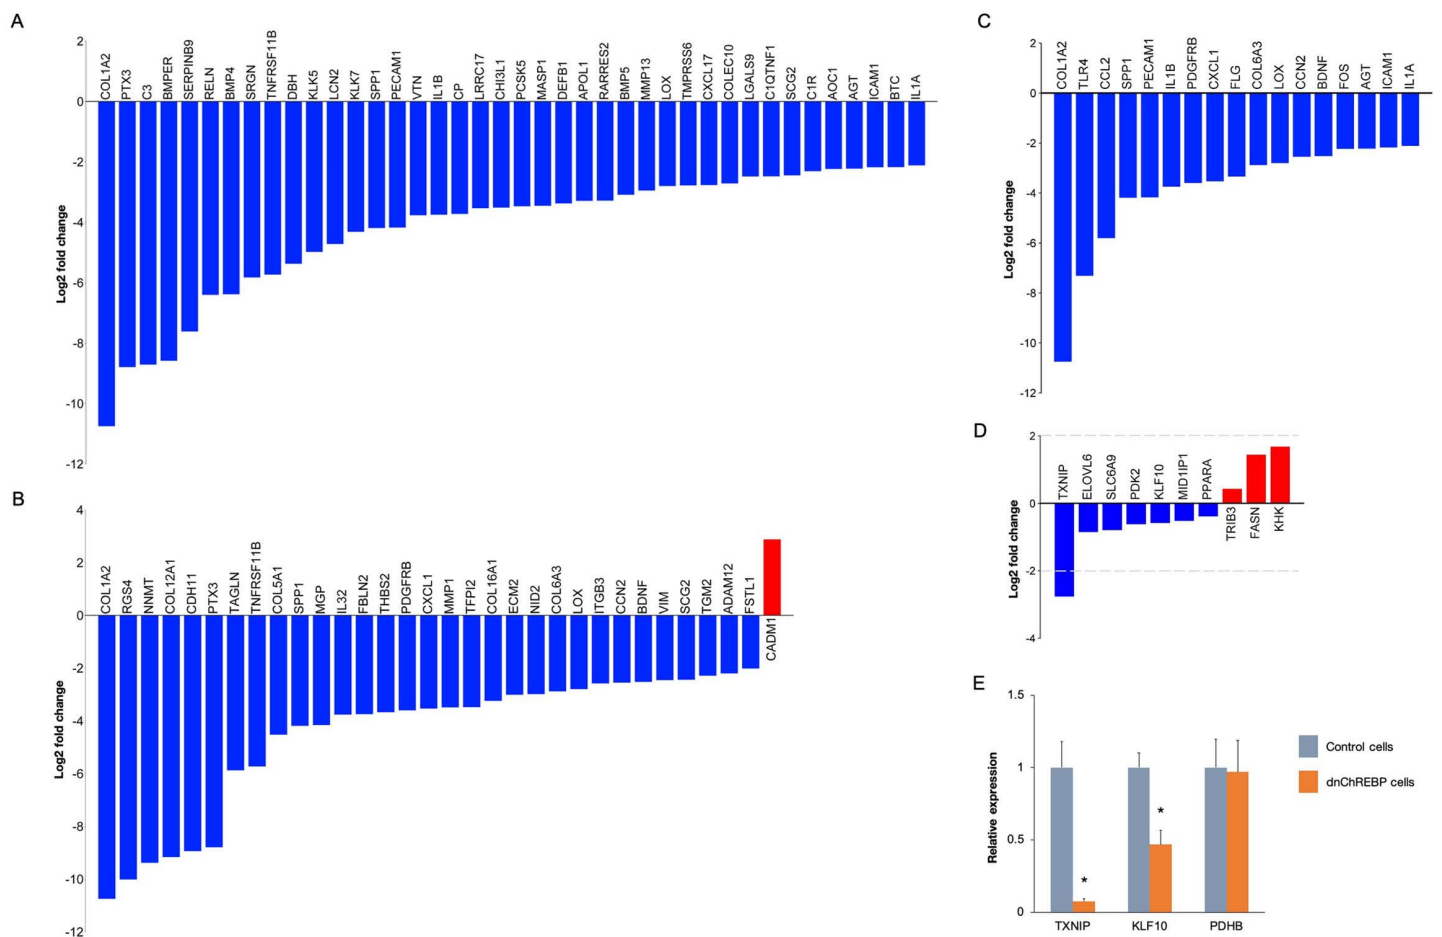 A
2
0
-2
-4
-6
-8
-10
-12
Log2 fold change
COL1A2
PTX3
C3
BMPER
SERPINB9
RELN
BMP4
SRGN
TNFRSF11B
DBH
KLK5
LCN2
KLK7
SPP1
PECAM1
VTN
IL1B
CP
LRRC17
CHI3L1
PCSK5
MASP1
DEFB1
APOL1
RARRES2
BMP5
MMP13
LOX
TMPRSS6
CXCL17
COLEC10
LGALS9
C1QTNF1
SCG2
C1R
AOC1
AGT
ICAM1
BTC
IL1A
B
4
2
0
-2
-4
-6
-8
-10
-12
Log2 fold change
COL1A2
RGS4
NNMT
COL12A1
CDH11
PTX3
TAGLN
TNFRSF11B
COL5A1
SPP1
MGP
IL32
FBLN2
THBS2
PDGFRB
CXCL1
MMP1
TFPI2
COL16A1
ECM2
NID2
COL6A3
LOX
ITGB3
CCN2
BDNF
VIM
SCG2
TGM2
ADAM12
FSTL1
CADM1
C
2
0
-2
-4
-6
-8
-10
-12
Log2 fold change
COL1A2
TLR4
CCL2
SPP1
PECAM1
IL1B
PDGFRB
CXCL1
FLG
COL6A3
LOX
CCN2
BDNF
FOS
AGT
ICAM1
IL1A
D
2
0
-2
-4
Log2 fold change
TXNIP
ELOVL6
SLC6A9
PDK2
KLF10
MID1IP1
PPARA
TRIB3
FASN
KHK
E
1.5
1
0.5
0
Relative expression
*
*
TXNIP
KLF10
PDHB
Control cells
dnChREBP cells